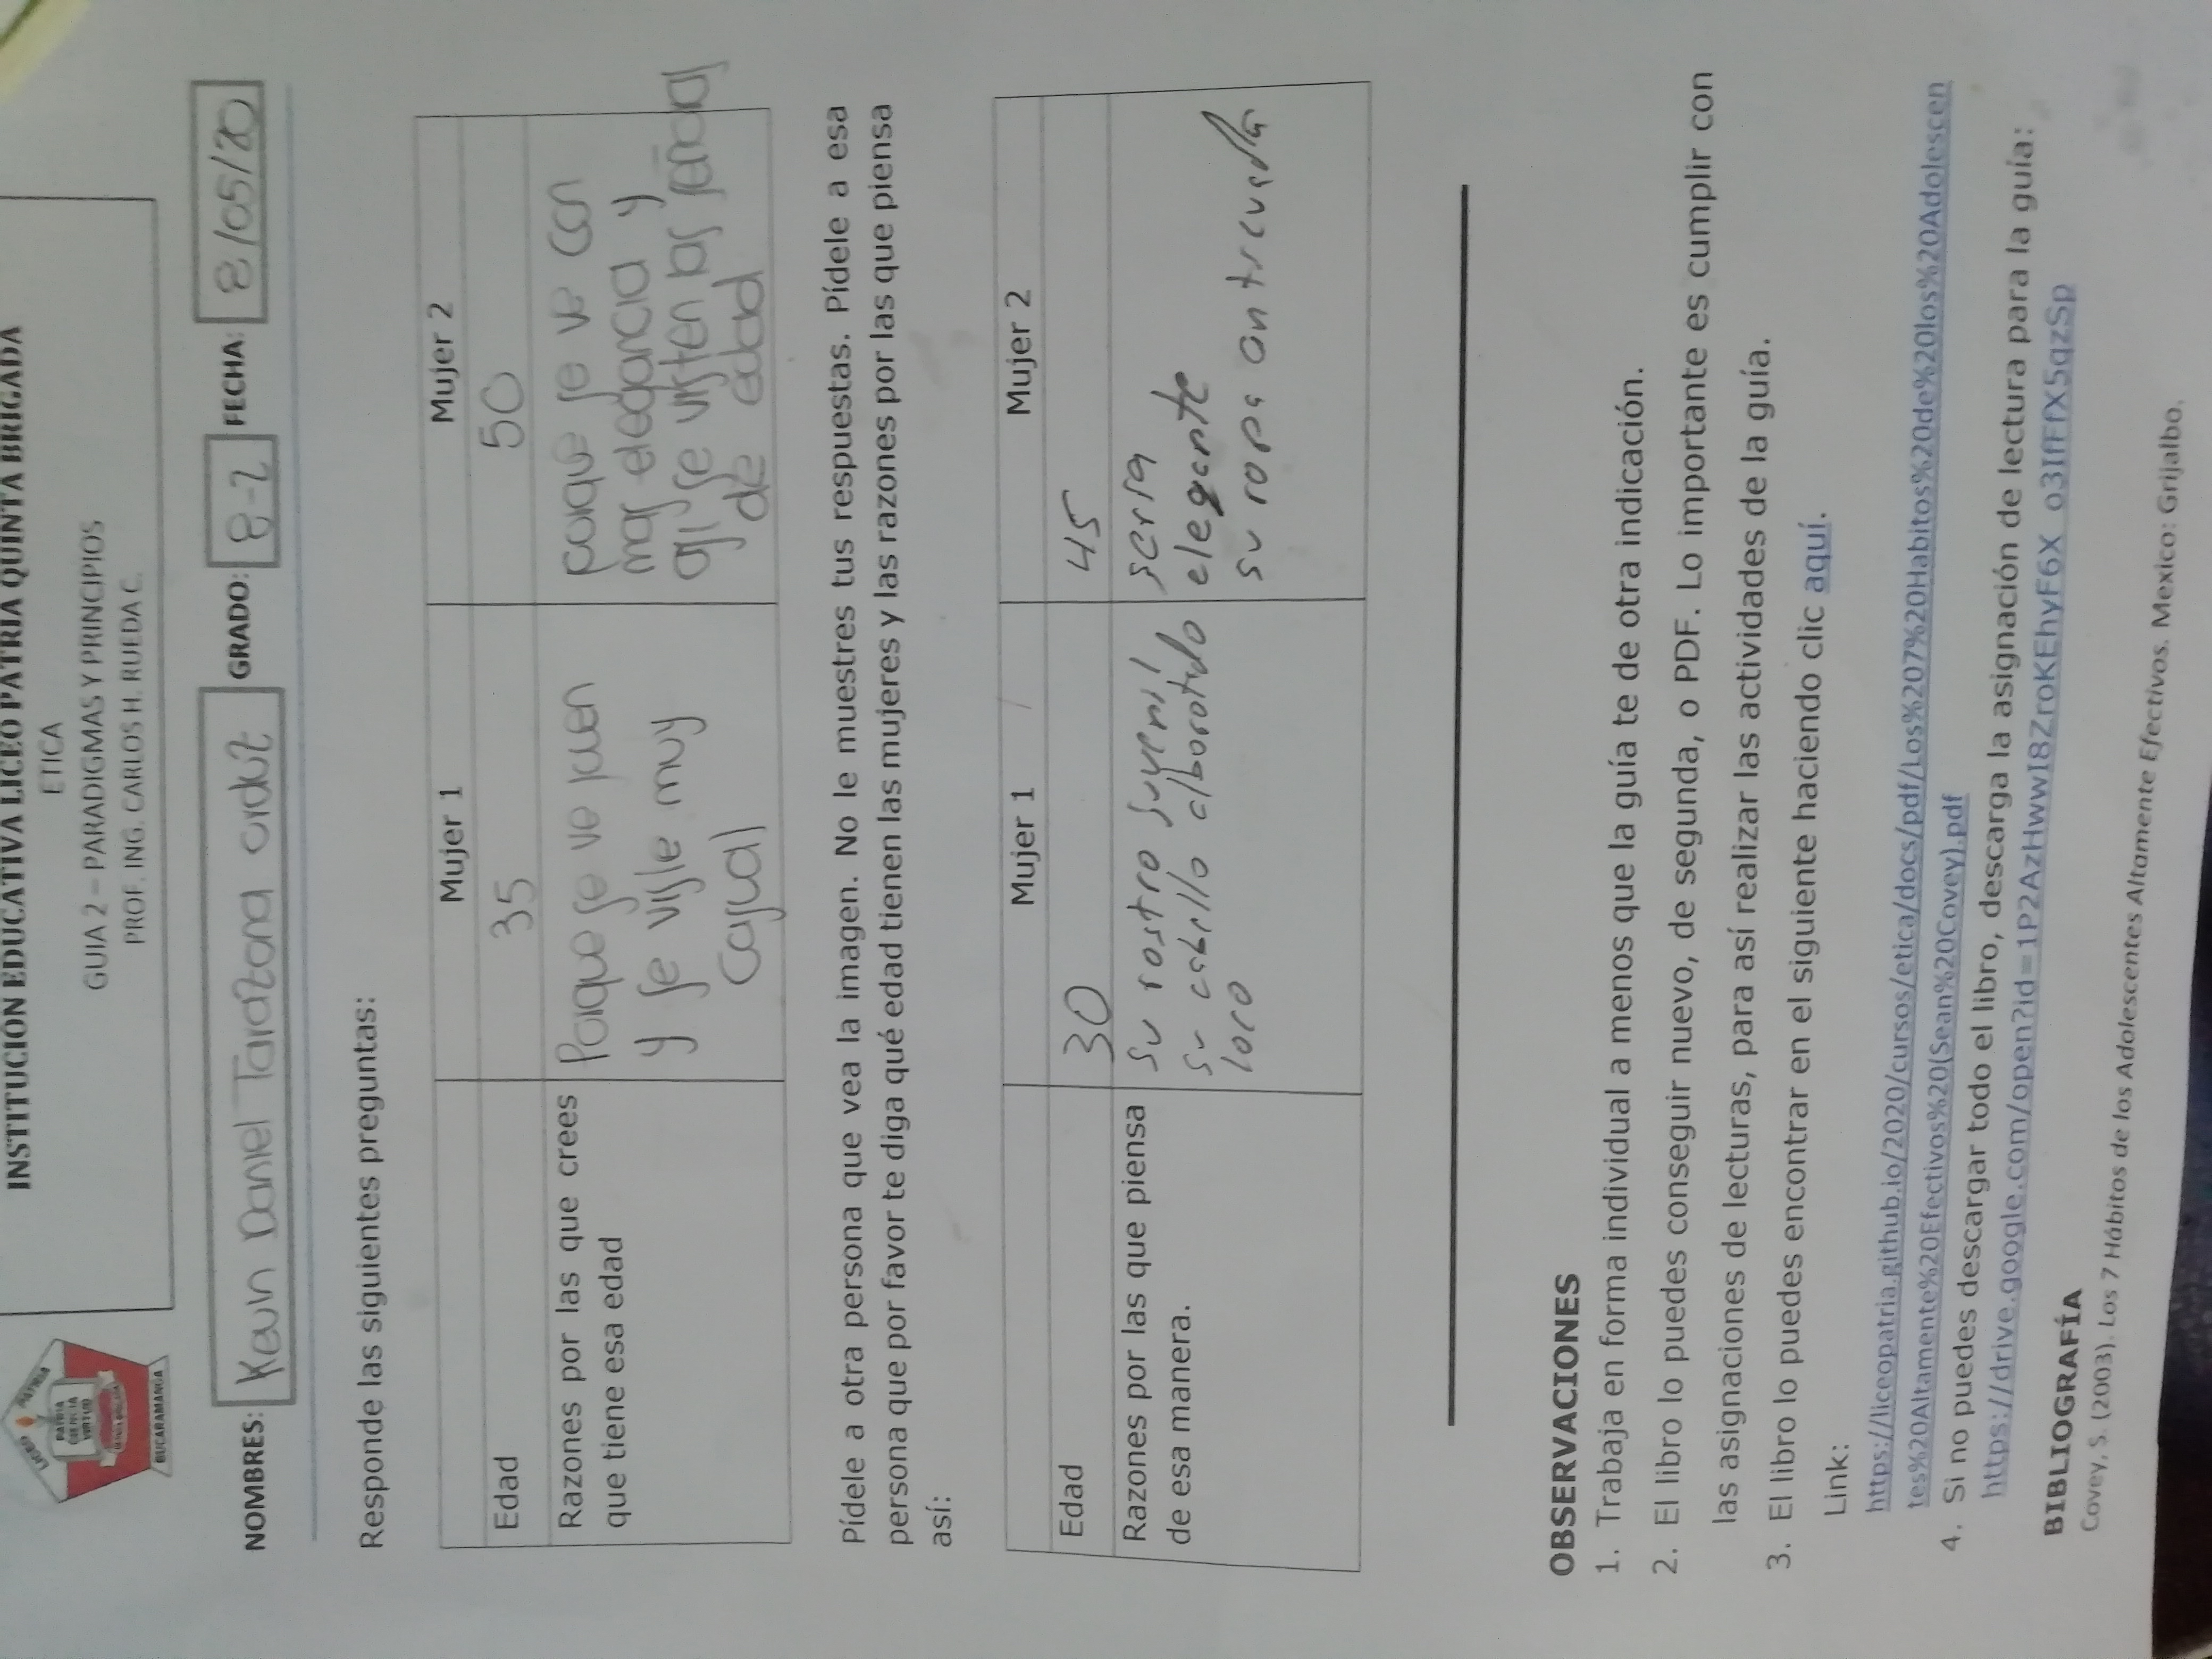 INSTITUCIÓN EDUCATIVA LICEO PATRIA QUINTA BRIGADA
ETICA
GUIA 2 – PARADIGMAS Y PRINCIPIOS
PROF. ING. CARLOS H. RUEDA C.
LICEO PATRIA
PATRIA
CIENCIA
VIRTUD
BUCARAMANGA
NOMBRES: Kevin Daniel Tarazona ordut GRADO: 8-2 FECHA: 8/05/20
Responde las siguientes preguntas:
Mujer 1 Mujer 2
Edad 35 50
Razones por las que crees
que tiene esa edad
Porque se ve juen
y se viste muy
casual
porque se ve con
mas elegancia y
asi se visten las señoras
de edad
Pídele a otra persona que vea la imagen. No le muestres tus respuestas. Pídele a esa
persona que por favor te diga qué edad tienen las mujeres y las razones por las que piensa
así:
Mujer 1 Mujer 2
Edad 30 45
Razones por las que piensa
de esa manera.
su rostro juvenil
su cabello alborotado
loco
seria
elegante
su ropa anticuada
OBSERVACIONES
1. Trabaja en forma individual a menos que la guía te de otra indicación.
2. El libro lo puedes conseguir nuevo, de segunda, o PDF. Lo importante es cumplir con
las asignaciones de lecturas, para así realizar las actividades de la guía.
3. El libro lo puedes encontrar en el siguiente haciendo clic aquí.
Link:
https://liceopatria.github.io/2020/cursos/etica/docs/pdf/Los%207%20Habitos%20de%20los%20Adolescen
tes%20Altamente%20Efectivos%20(Sean%20Covey).pdf
4. Si no puedes descargar todo el libro, descarga la asignación de lectura para la guía:
https://drive.google.com/open?id=1P2AzHwwI8ZroKEhyF6X_o3IfFfX5qzSp
BIBLIOGRAFÍA
Covey, S. (2003). Los 7 Hábitos de los Adolescentes Altamente Efectivos. Mexico: Grijalbo.